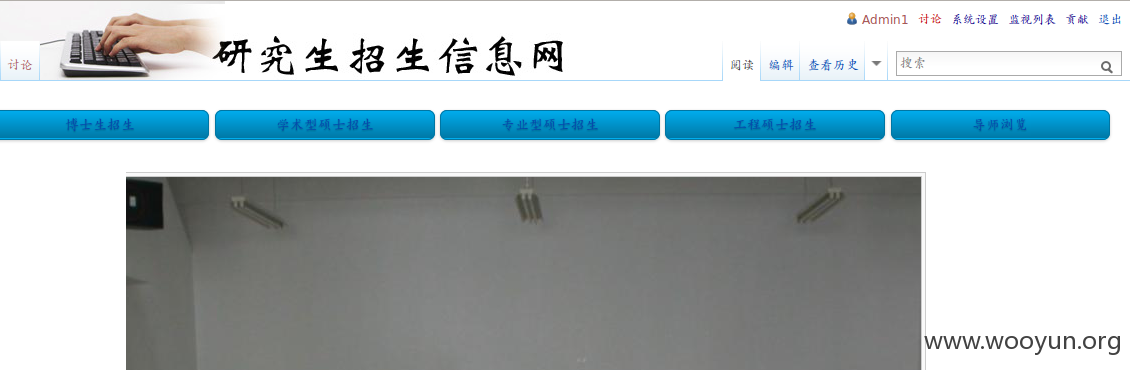 Admin1 讨论 系统设置 监视列表 贡献 退出
研究生招生信息网
讨论 阅读 编辑 查看历史 搜索
博士生招生 学术型硕士招生 专业型硕士招生 工程硕士招生 导师浏览
www.wooyun.org